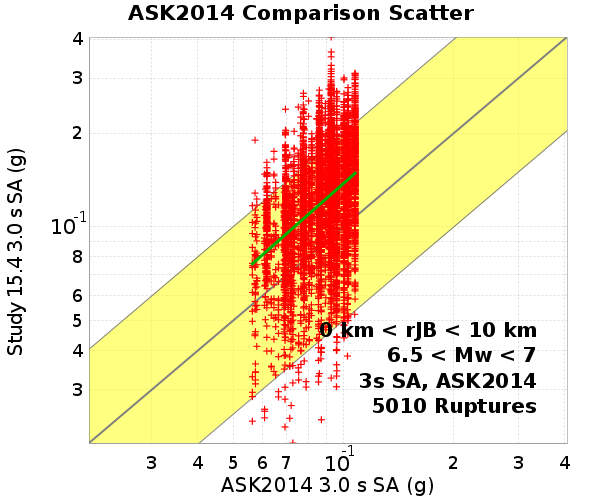 ASK2014 Comparison Scatter
Study 15.4 3.0 s SA (g)
4
3
2
10-1
8
6
5
4
3
0 km < rJB < 10 km
6.5 < Mw < 7
3s SA, ASK2014
5010 Ruptures
3 4 5 6 7 10-1 2 3 4
ASK2014 3.0 s SA (g)